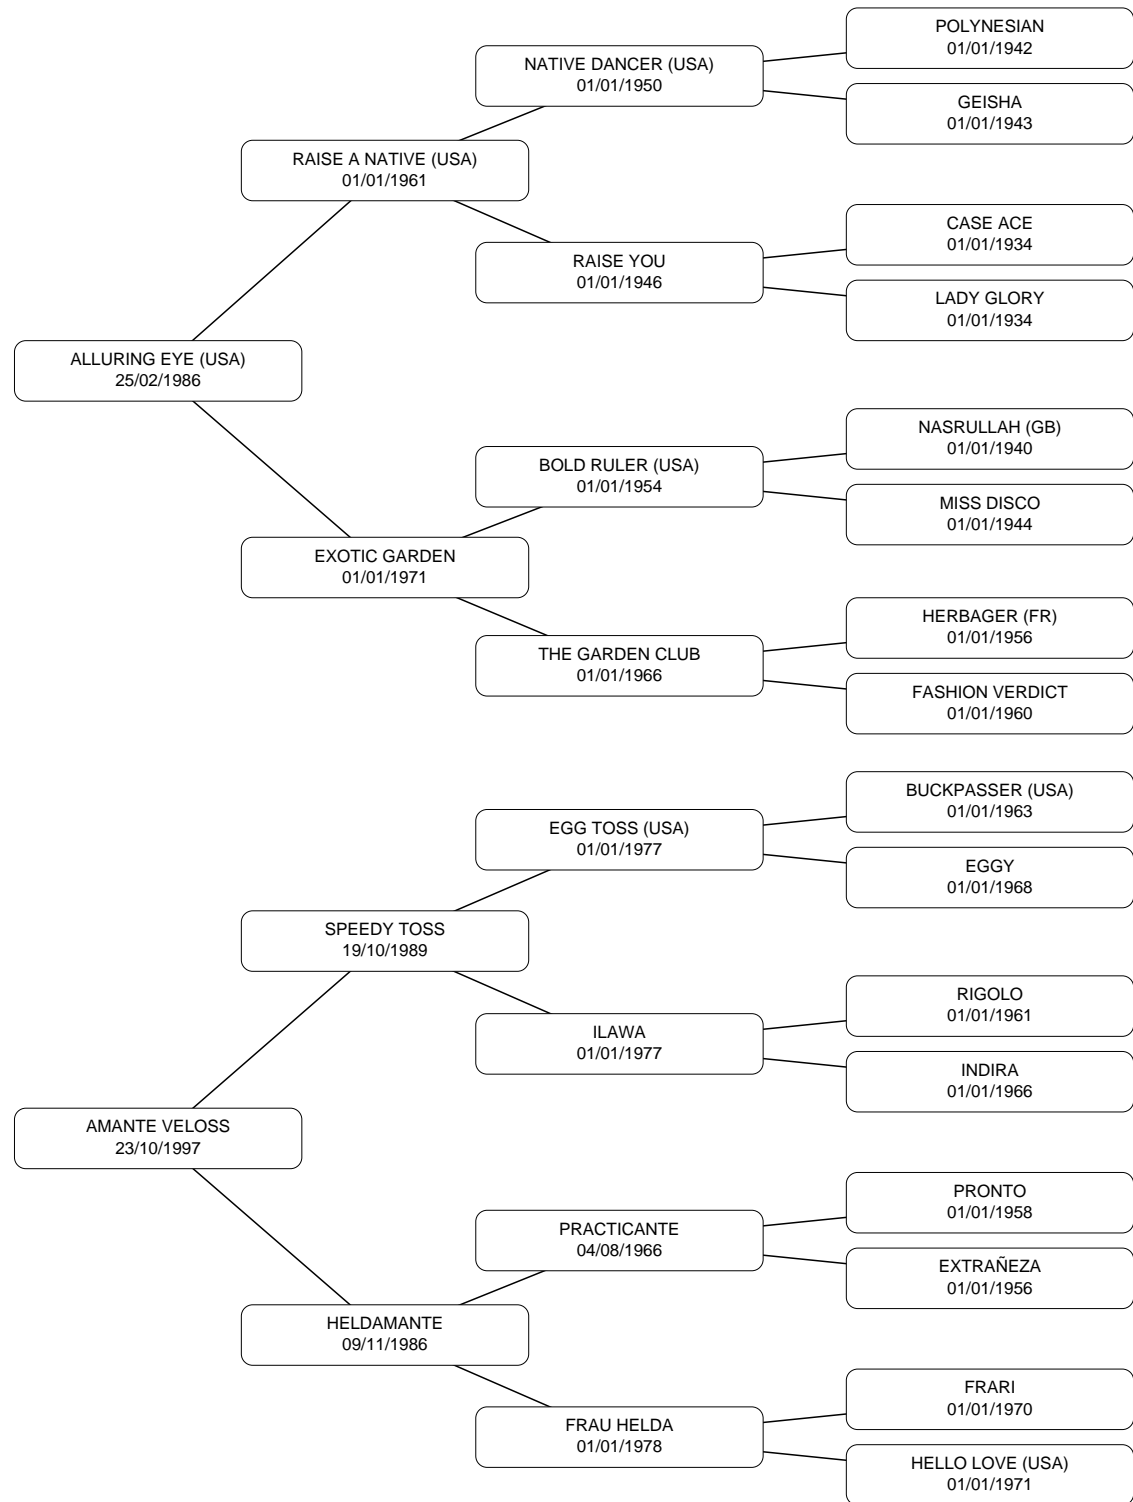 POLYNESIAN
01/01/1942
NATIVE DANCER (USA)
01/01/1950
GEISHA
01/01/1943
RAISE A NATIVE (USA)
01/01/1961
CASE ACE
01/01/1934
RAISE YOU
01/01/1946
LADY GLORY
01/01/1934
ALLURING EYE (USA)
25/02/1986
NASRULLAH (GB)
01/01/1940
BOLD RULER (USA)
01/01/1954
MISS DISCO
01/01/1944
EXOTIC GARDEN
01/01/1971
HERBAGER (FR)
01/01/1956
THE GARDEN CLUB
01/01/1966
FASHION VERDICT
01/01/1960
BUCKPASSER (USA)
01/01/1963
EGG TOSS (USA)
01/01/1977
EGGY
01/01/1968
SPEEDY TOSS
19/10/1989
RIGOLO
01/01/1961
ILAWA
01/01/1977
INDIRA
01/01/1966
AMANTE VELOSS
23/10/1997
PRONTO
01/01/1958
PRACTICANTE
04/08/1966
EXTRAÑEZA
01/01/1956
HELDAMANTE
09/11/1986
FRARI
01/01/1970
FRAU HELDA
01/01/1978
HELLO LOVE (USA)
01/01/1971